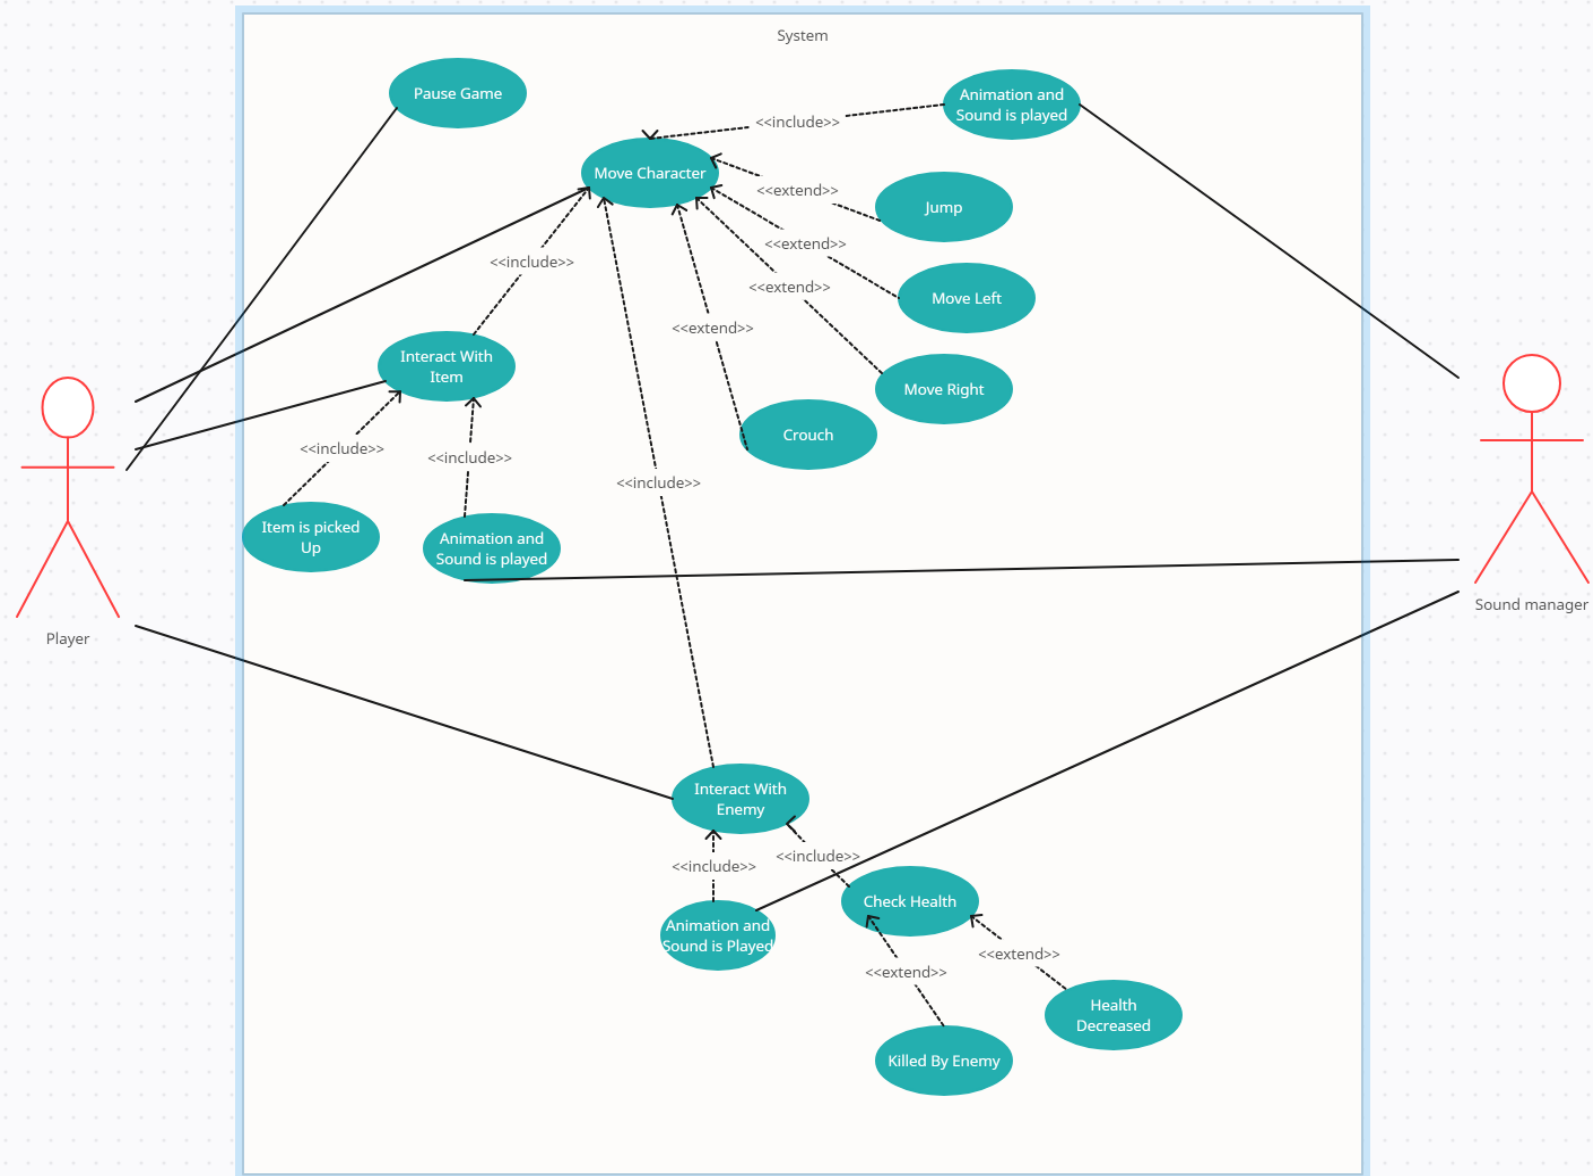 System
Pause Game
Animation and
Sound is played
<<include>>
Move Character
<<extend>>
Jump
<<extend>>
<<include>>
<<extend>>
Move Left
<<extend>>
Interact With
Item
Move Right
Crouch
<<include>>
<<include>>
<<include>>
Item is picked
Up
Animation and
Sound is played
Player
Sound manager
Interact With
Enemy
<<include>>
<<include>>
Check Health
Animation and
Sound is Played
<<extend>>
<<extend>>
Health
Decreased
Killed By Enemy